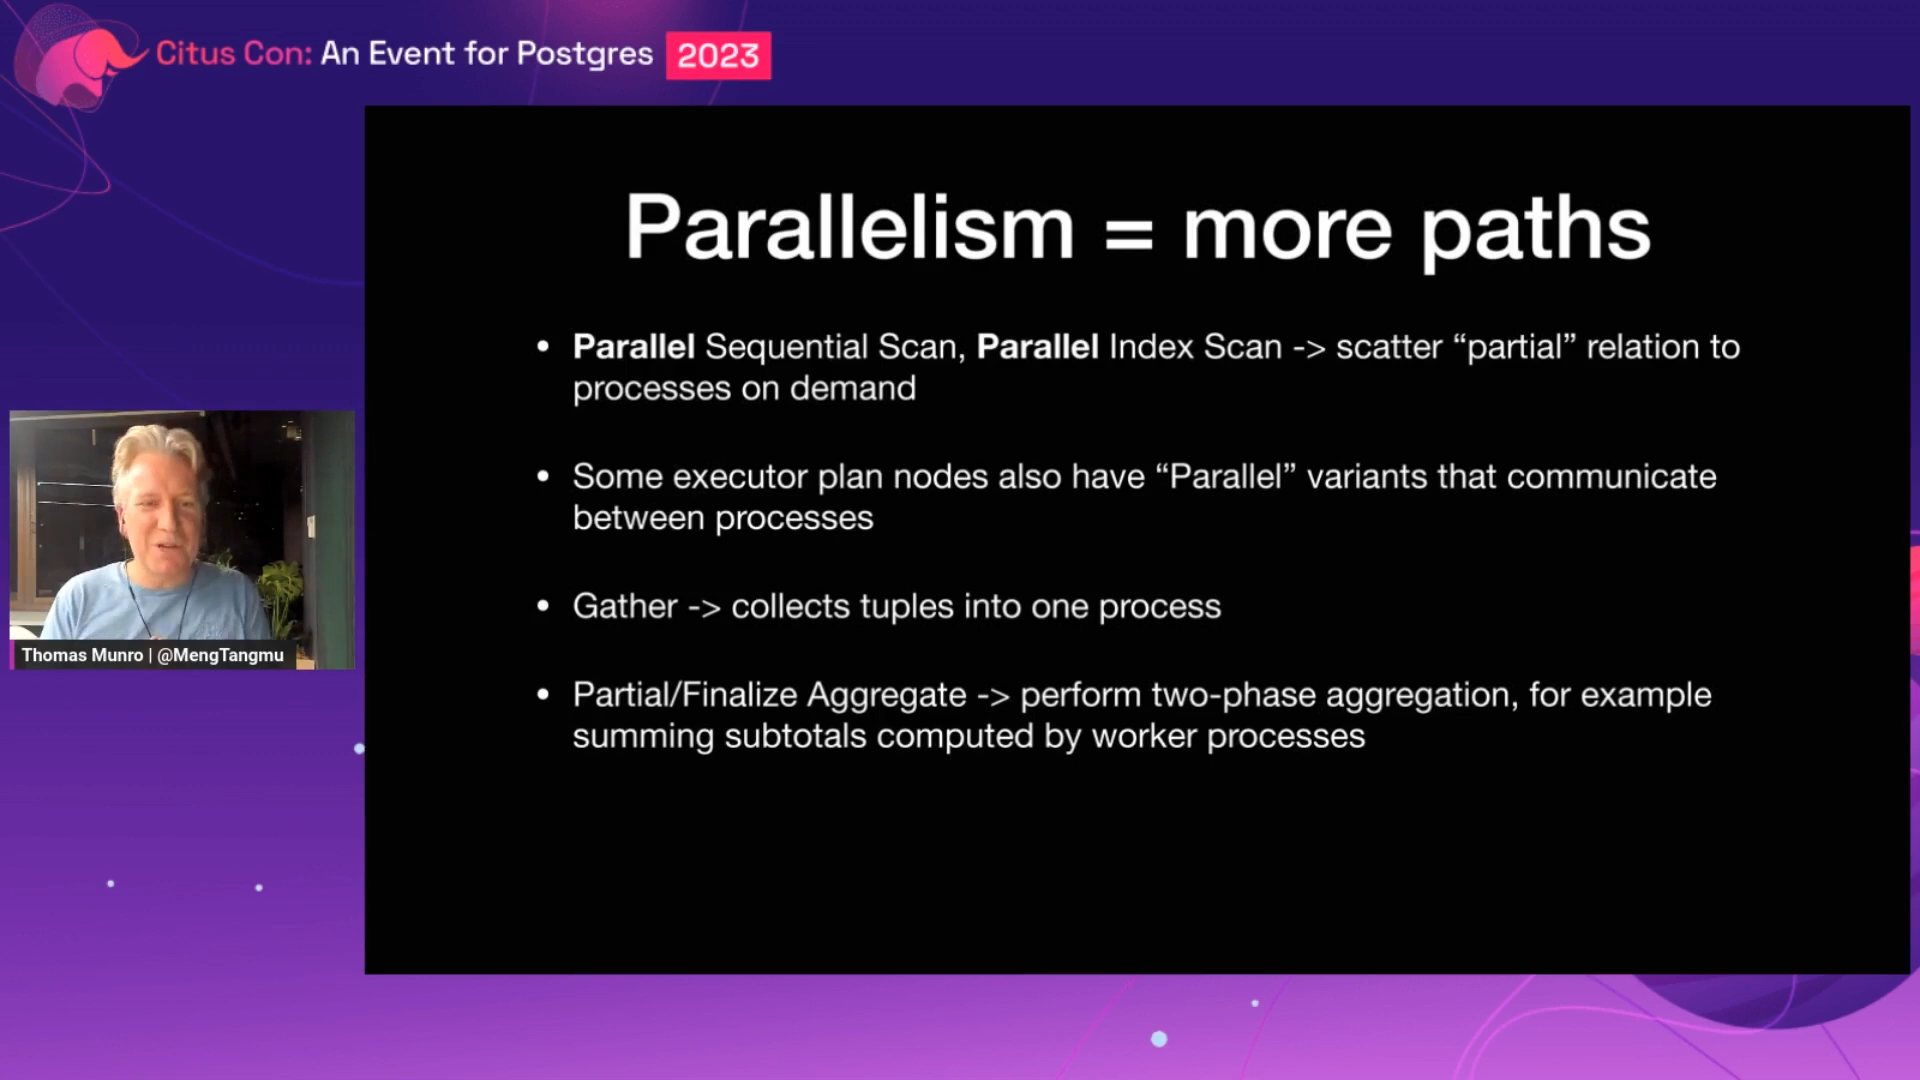 Citus Con: An Event for Postgres 2023
Parallelism = more paths
• Parallel Sequential Scan, Parallel Index Scan -> scatter “partial” relation to
processes on demand
• Some executor plan nodes also have “Parallel” variants that communicate
between processes
• Gather -> collects tuples into one process
• Partial/Finalize Aggregate -> perform two-phase aggregation, for example
summing subtotals computed by worker processes
Thomas Munro | @MengTangmu